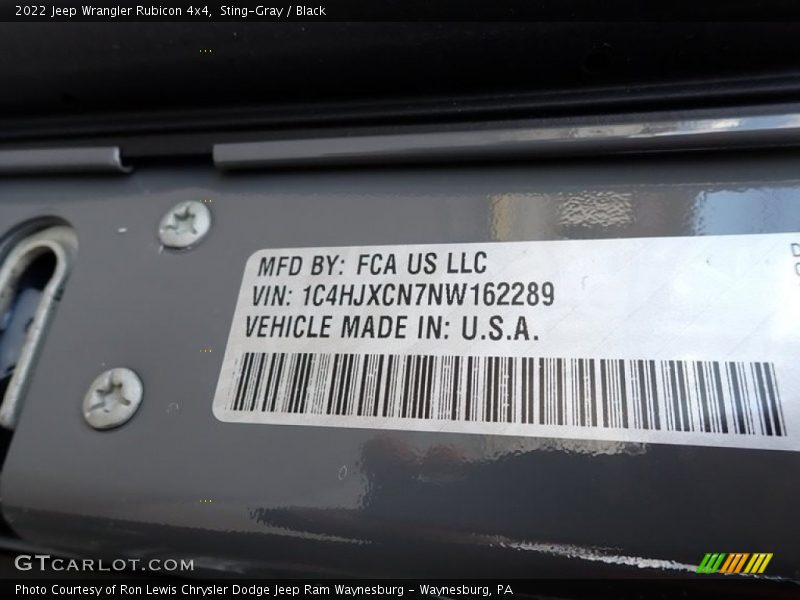 2022 Jeep Wrangler Rubicon 4x4, Sting-Gray / Black
MFD BY: FCA US LLC
VIN: 1C4HJXCN7NW162289
VEHICLE MADE IN: U.S.A.
GTCARLOT.COM
Photo Courtesy of Ron Lewis Chrysler Dodge Jeep Ram Waynesburg - Waynesburg, PA